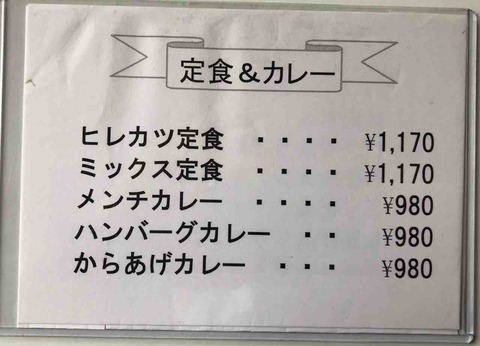 定食＆カレー
ヒレカツ定食 ・・・・ ¥1,170
ミックス定食 ・・・・ ¥1,170
メンチカレー ・・・・ ¥980
ハンバーグカレー ・・ ¥980
からあげカレー ・・・ ¥980